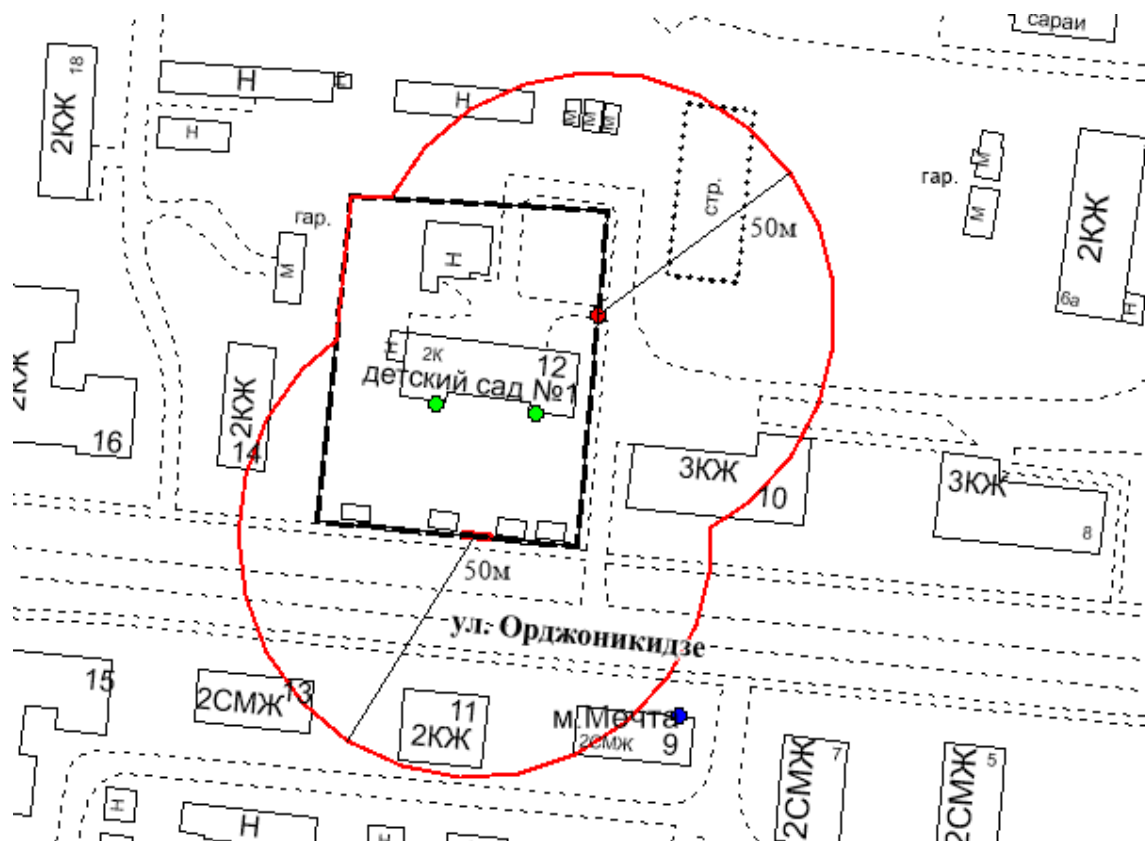 сараи
18
2КЖ
Н
Н
Н
Н
М
М
М
гар.
М
М
2КЖ
6а
Н
гар.
М
стр.
50м
Н
Н
2К
12
детский сад №1
2КЖ
16
2КЖ
14
3КЖ
10
3КЖ
8
50м
ул. Орджоникидзе
15
2СМЖ
13
11
2КЖ
м.Мечта
2СМЖ
9
7
2СМЖ
5
2СМЖ
Н
Н
Н